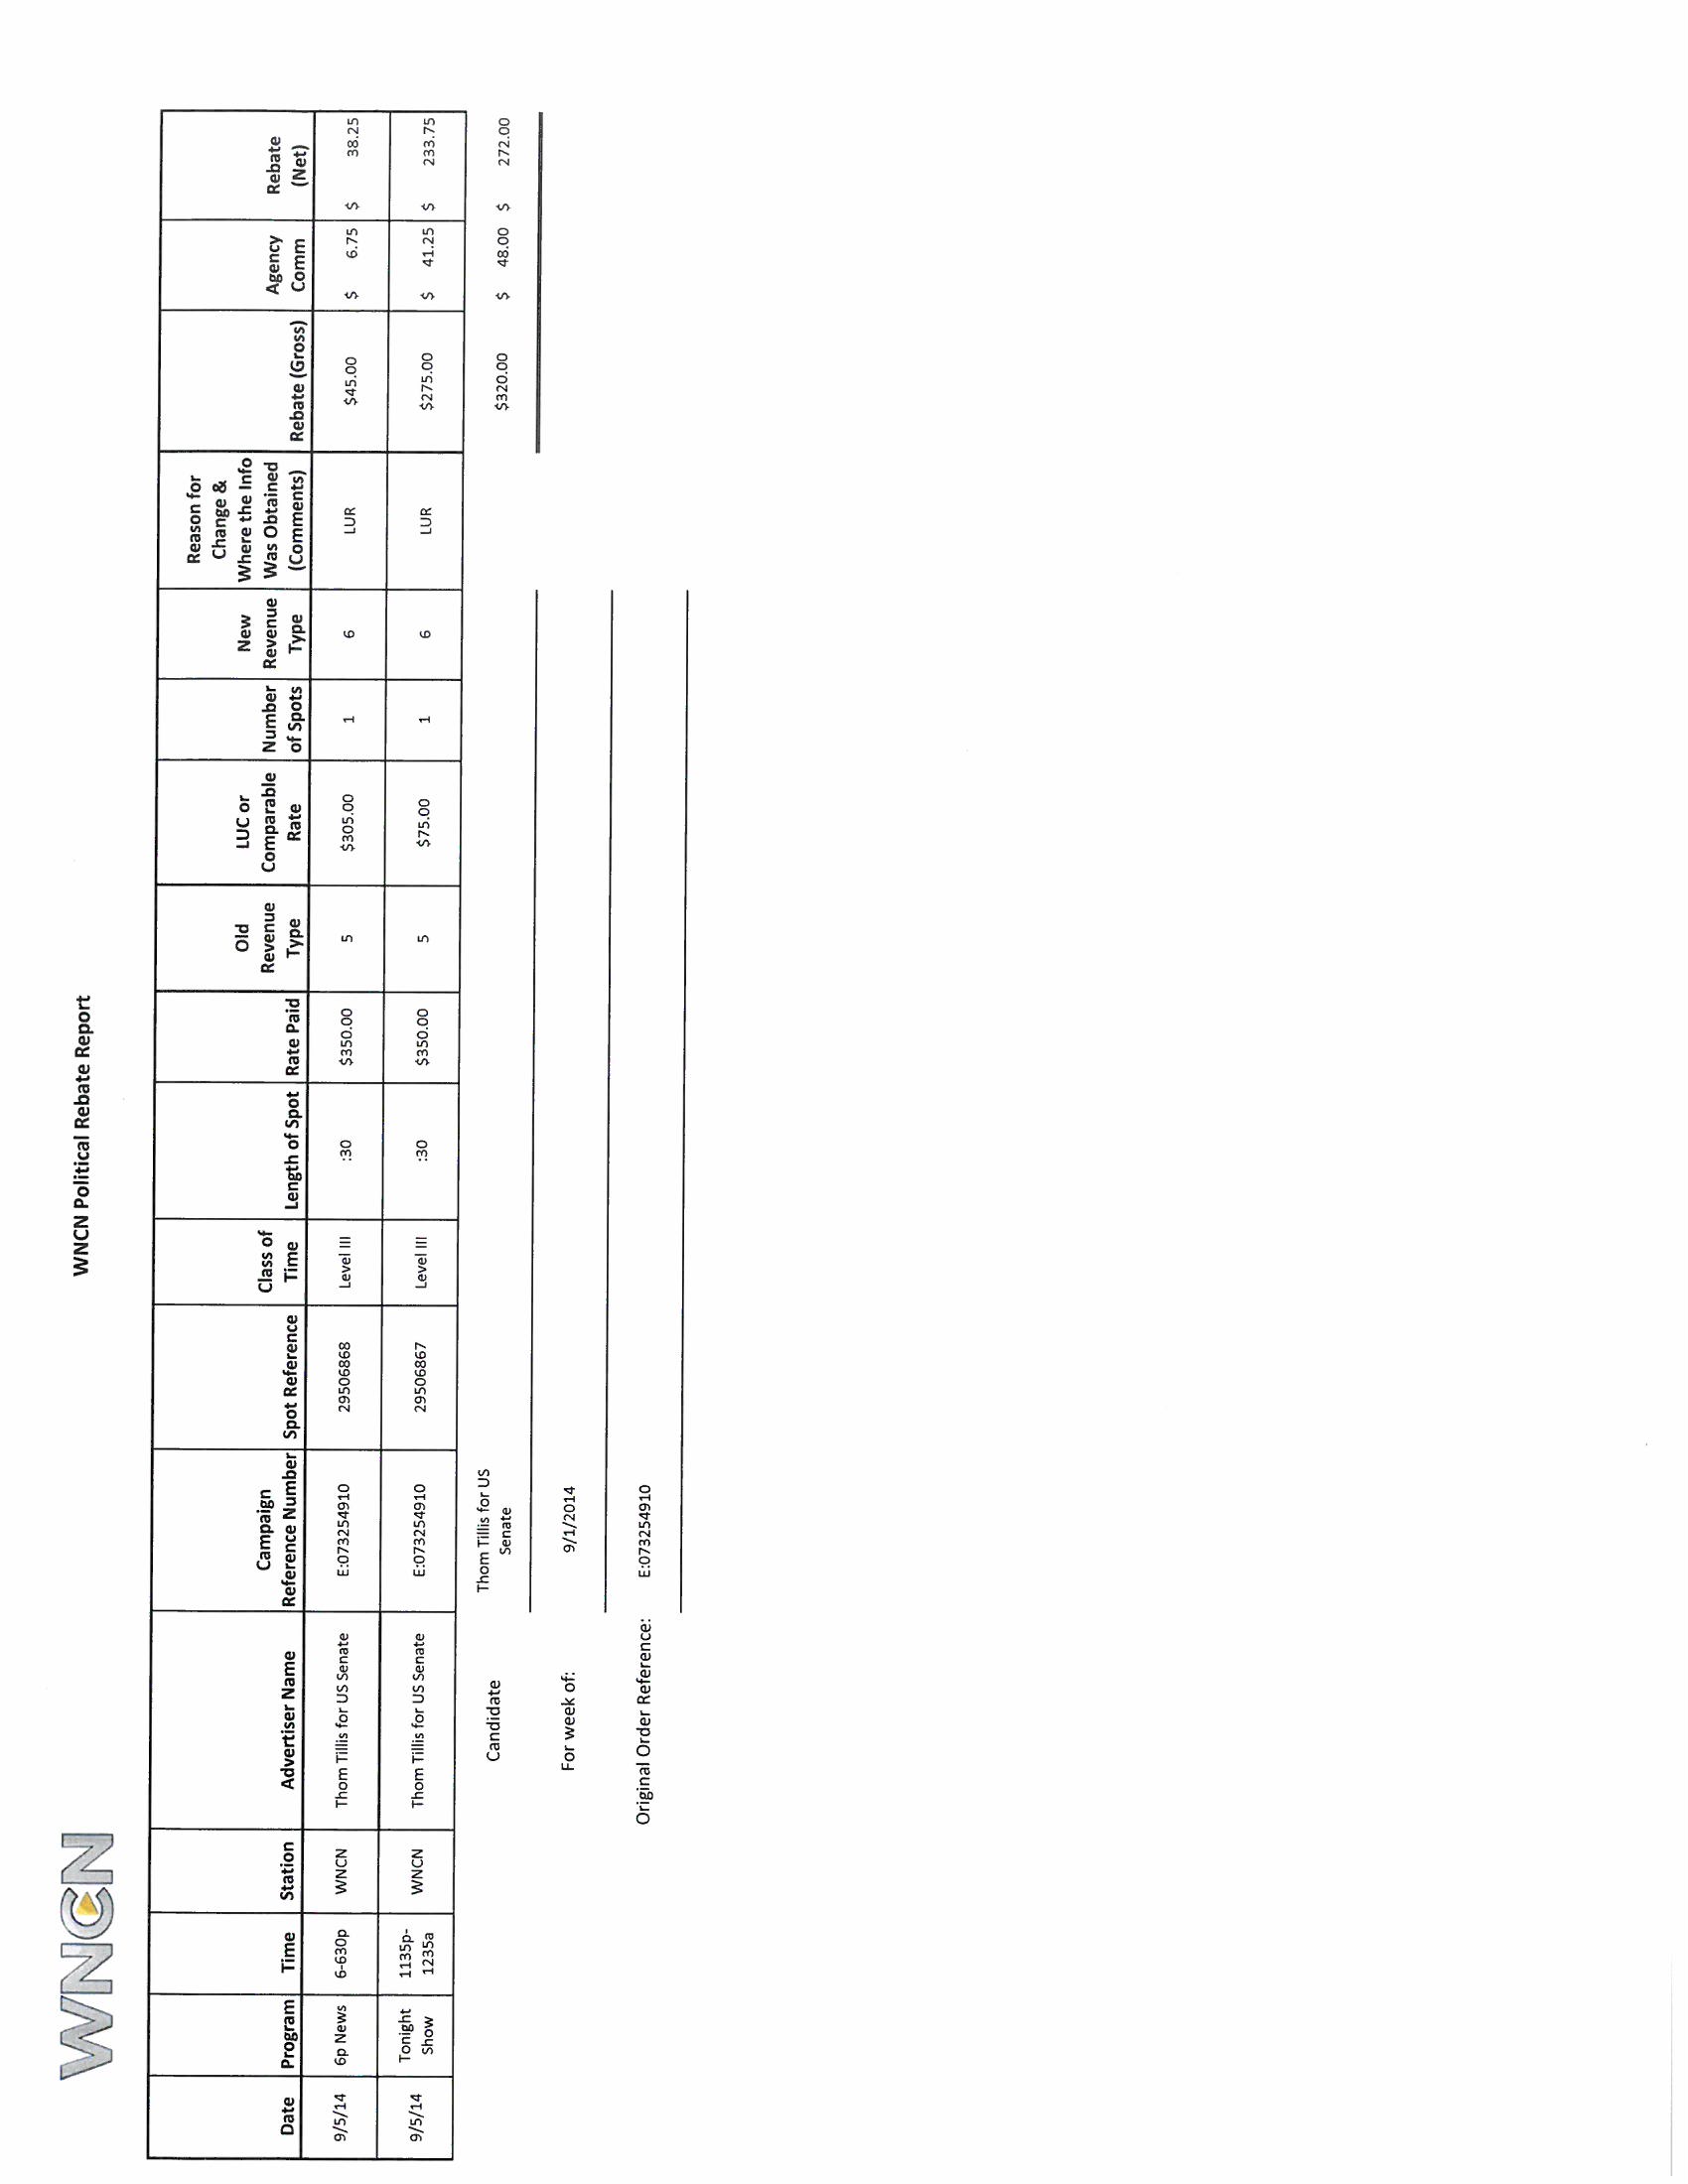 WNCN
WNCN Political Rebate Report
Date Program Time Station Advertiser Name Campaign Reference Number Spot Reference Class of Time Length of Spot Rate Paid Old Revenue Type LUC or Comparable Rate Number of Spots New Revenue Type Reason for Change & Where the Info Was Obtained (Comments) Rebate (Gross) Agency Comm Rebate (Net)
9/5/14 6p News 6-630p WNCN Thom Tillis for US Senate E:073254910 29506868 Level III :30 $350.00 5 $305.00 1 6 LUR $45.00 $ 6.75 $ 38.25
9/5/14 Tonight Show 1135p-1235a WNCN Thom Tillis for US Senate E:073254910 29506867 Level III :30 $350.00 5 $75.00 1 6 LUR $275.00 $ 41.25 $ 233.75
Candidate Thom Tillis for US Senate $320.00 $ 48.00 $ 272.00
For week of: 9/1/2014
Original Order Reference: E:073254910